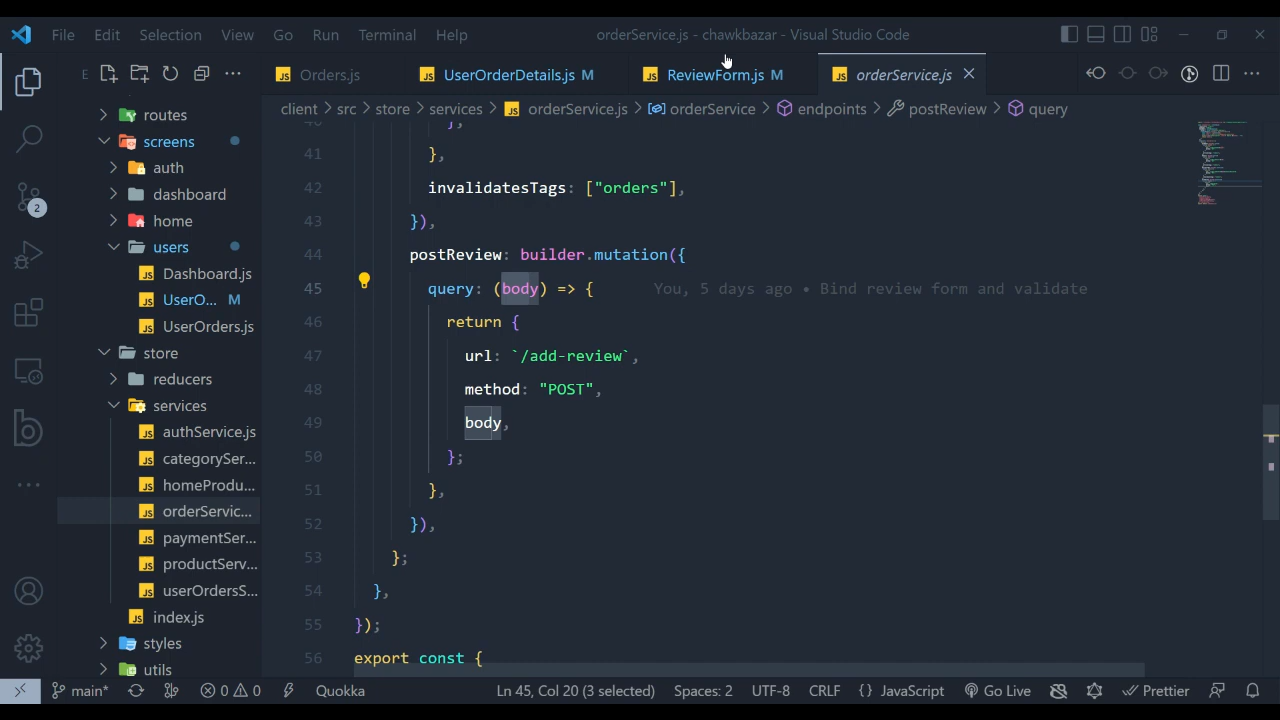 File Edit Selection View Go Run Terminal Help
orderService.js - chawkbazar - Visual Studio Code
E
Orders.js
UserOrderDetails.js M
ReviewForm.js M
orderService.js
client > src > store > services > orderService.js > orderService > endpoints > postReview > query
routes
screens
auth
dashboard
home
users
Dashboard.js
UserO... M
UserOrders.js
store
reducers
services
authService.js
categorySer...
homeProdu...
orderServic...
paymentSer...
productServ...
userOrdersS...
index.js
styles
utils
2
41 },
42 invalidatesTags: ["orders"],
43 }),
44 postReview: builder.mutation({
45 query: (body) => { You, 5 days ago • Bind review form and validate
46 return {
47 url: `/add-review`,
48 method: "POST",
49 body,
50 };
51 },
52 }),
53 };
54 },
55 });
56 export const {
main* 0 0 Quokka Ln 45, Col 20 (3 selected) Spaces: 2 UTF-8 CRLF {} JavaScript Go Live Prettier